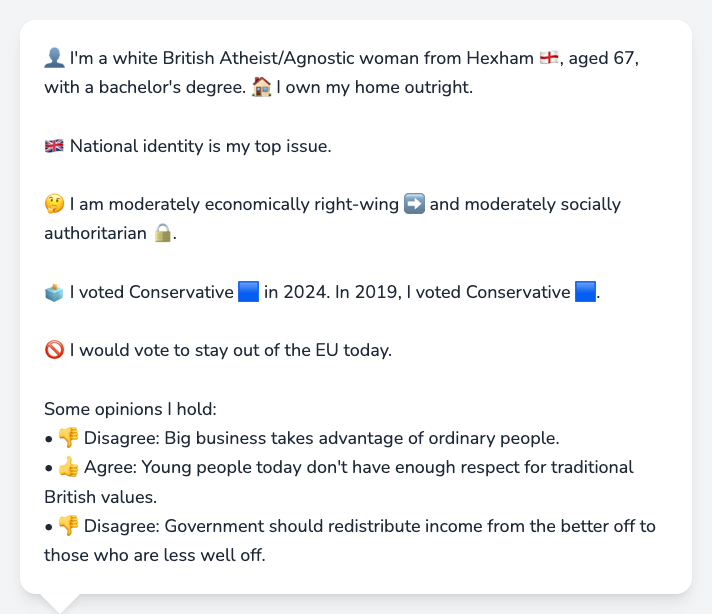 👤 I'm a white British Atheist/Agnostic woman from Hexham 🏴󠁧󠁢󠁥󠁮󠁧󠁿, aged 67,
with a bachelor's degree. 🏠 I own my home outright.
🇬🇧 National identity is my top issue.
🤔 I am moderately economically right-wing ➡️ and moderately socially
authoritarian 🔒.
🗳️ I voted Conservative 🟦 in 2024. In 2019, I voted Conservative 🟦.
🚫 I would vote to stay out of the EU today.
Some opinions I hold:
• 👎 Disagree: Big business takes advantage of ordinary people.
• 👍 Agree: Young people today don't have enough respect for traditional
British values.
• 👎 Disagree: Government should redistribute income from the better off to
those who are less well off.